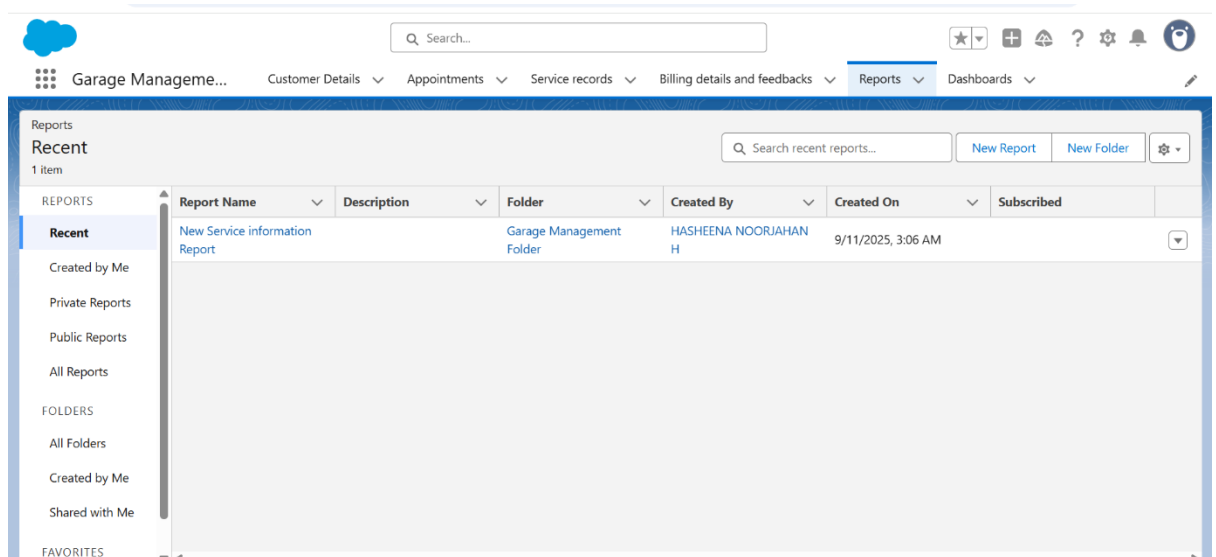 Search...
Garage Manageme...
Customer Details
Appointments
Service records
Billing details and feedbacks
Reports
Dashboards
Reports
Recent
1 item
Search recent reports...
New Report
New Folder
REPORTS
Recent
Created by Me
Private Reports
Public Reports
All Reports
FOLDERS
All Folders
Created by Me
Shared with Me
FAVORITES
Report Name
Description
Folder
Created By
Created On
Subscribed
New Service information
Report
Garage Management
Folder
HASHEENA NOORJAHAN
H
9/11/2025, 3:06 AM